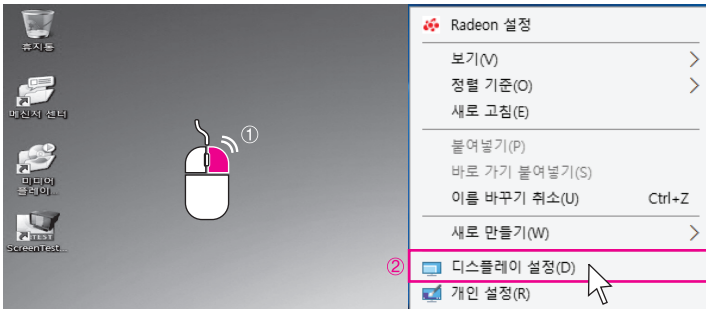 휴지통
메신저 센터
미디어
플레이...
TEST
ScreenTest...
①
Radeon 설정
보기(V)
정렬 기준(O)
새로 고침(E)
붙여넣기(P)
바로 가기 붙여넣기(S)
이름 바꾸기 취소(U) Ctrl+Z
새로 만들기(W)
② 디스플레이 설정(D)
개인 설정(R)